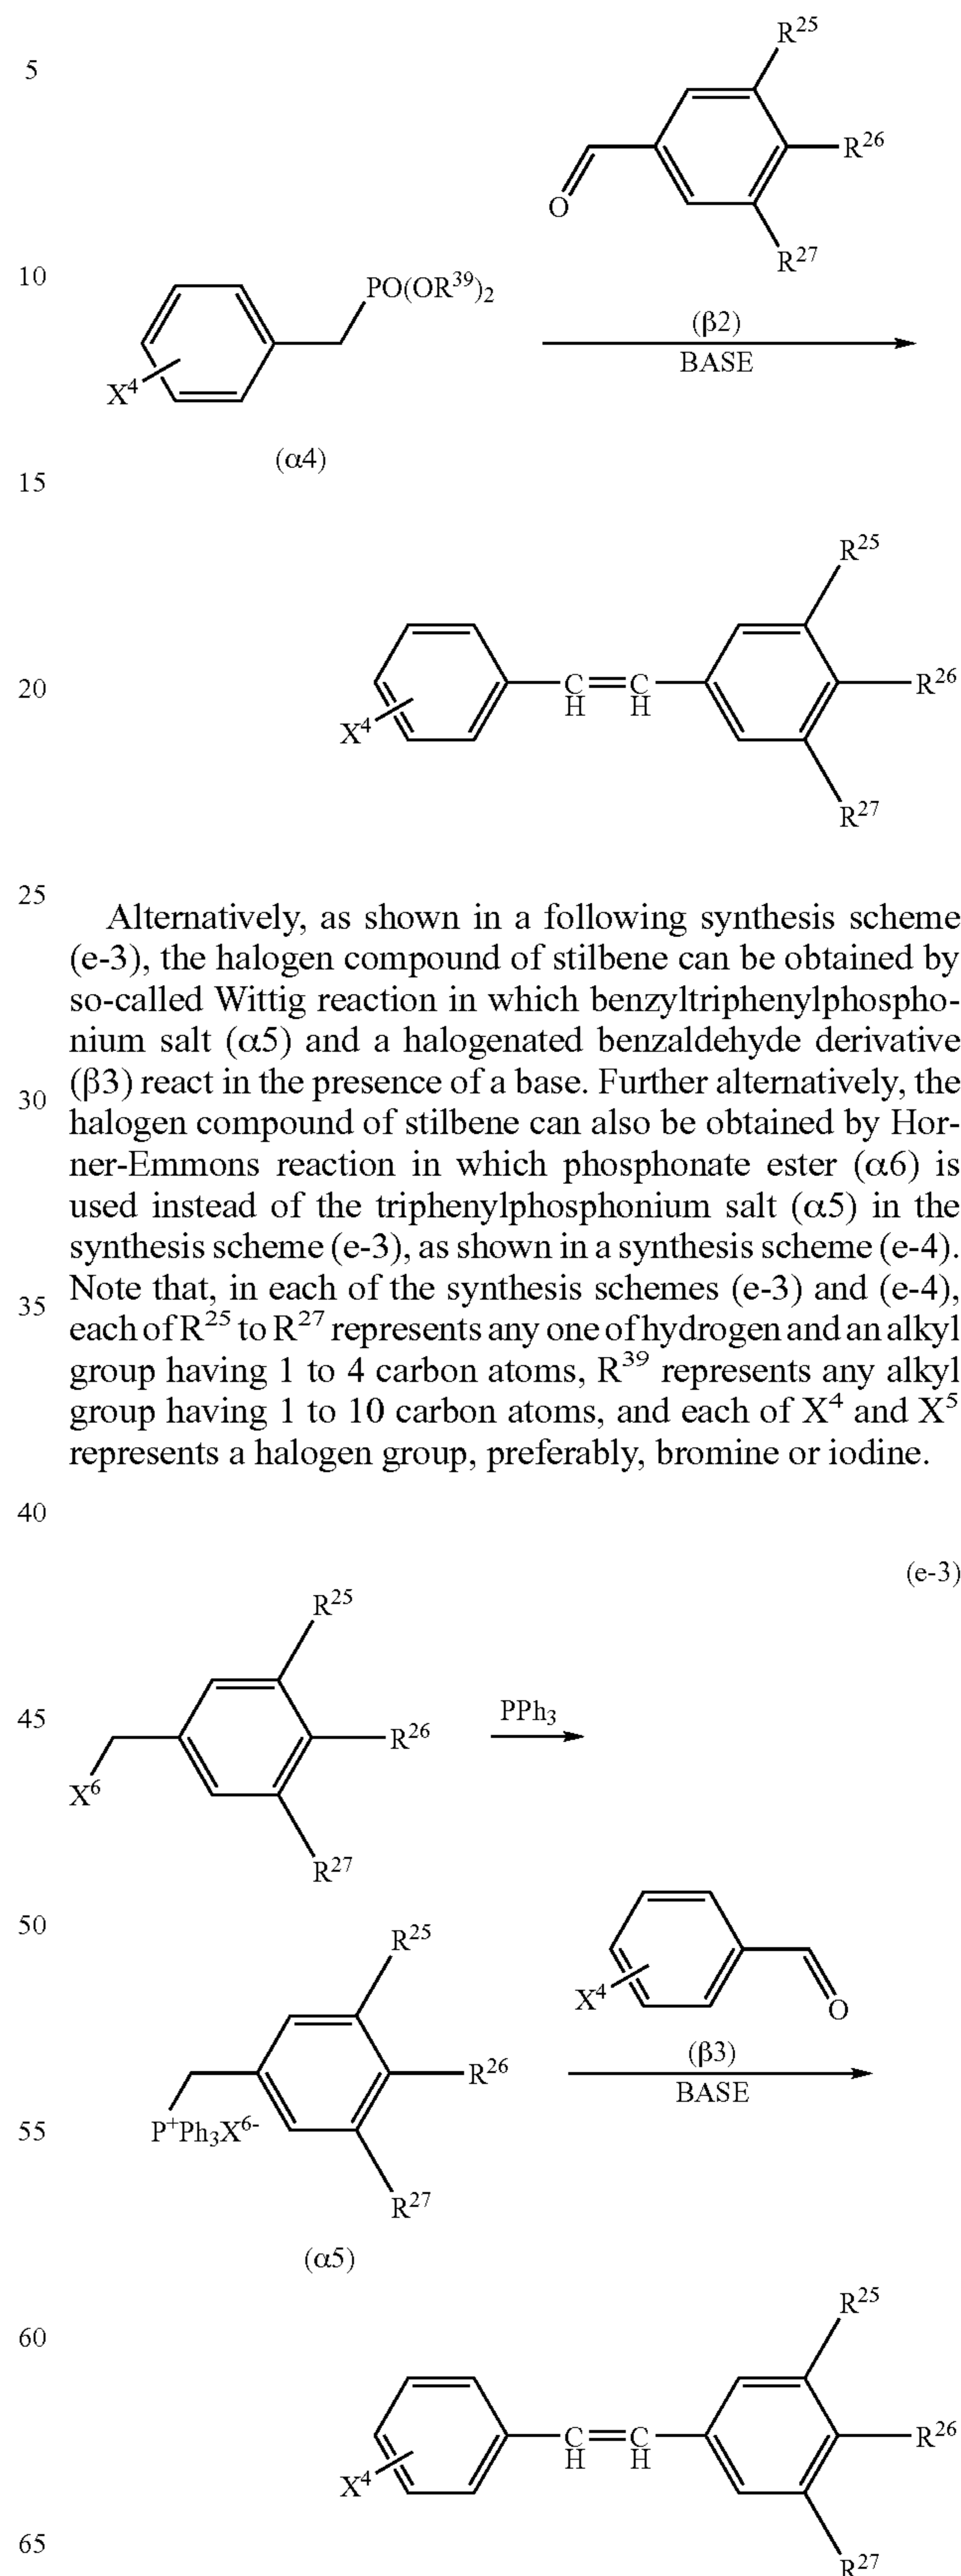 5
R²⁵
R²⁶
O
R²⁷
10
PO(OR³⁹)₂
(β2)
BASE
X⁴
(α4)
15
R²⁵
20
C=C
R²⁶
H H
X⁴
R²⁷
25
Alternatively, as shown in a following synthesis scheme
(e-3), the halogen compound of stilbene can be obtained by
so-called Wittig reaction in which benzyltriphenylphospho-
nium salt (α5) and a halogenated benzaldehyde derivative
30
(β3) react in the presence of a base. Further alternatively, the
halogen compound of stilbene can also be obtained by Hor-
ner-Emmons reaction in which phosphonate ester (α6) is
used instead of the triphenylphosphonium salt (α5) in the
synthesis scheme (e-3), as shown in a synthesis scheme (e-4).
Note that, in each of the synthesis schemes (e-3) and (e-4),
35
each of R²⁵ to R²⁷ represents any one of hydrogen and an alkyl
group having 1 to 4 carbon atoms, R³⁹ represents any alkyl
group having 1 to 10 carbon atoms, and each of X⁴ and X⁵
represents a halogen group, preferably, bromine or iodine.
40
(e-3)
R²⁵
45
PPh₃
R²⁶
X⁶
R²⁷
50
R²⁵
X⁴
O
(β3)
BASE
R²⁶
55
P⁺Ph₃X⁶⁻
R²⁷
(α5)
R²⁵
60
C=C
R²⁶
H H
X⁴
65
R²⁷